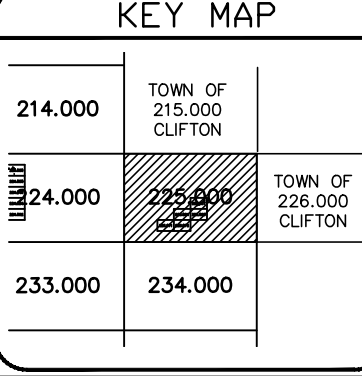 KEY MAP
214.000
TOWN OF
215.000
CLIFTON
224.000
225.000
TOWN OF
226.000
CLIFTON
233.000
234.000